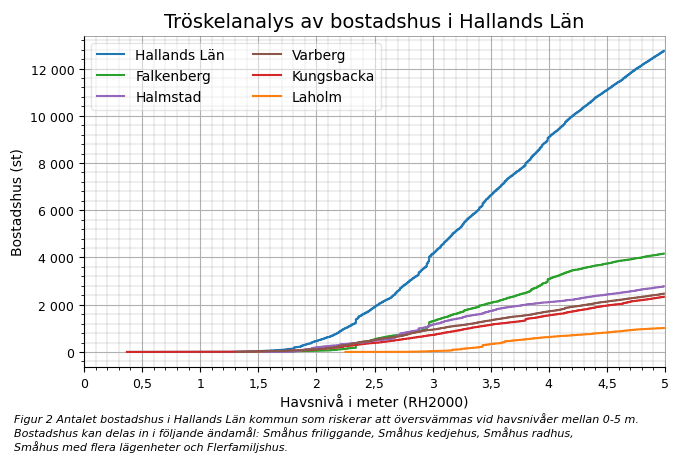 Tröskelanalys av bostadshus i Hallands Län
Hallands Län
Falkenberg
Halmstad
Varberg
Kungsbacka
Laholm
Bostadshus (st)
12 000
10 000
8 000
6 000
4 000
2 000
0
0 0,5 1 1,5 2 2,5 3 3,5 4 4,5 5
Havsnivå i meter (RH2000)
Figur 2 Antalet bostadshus i Hallands Län kommun som riskerar att översvämmas vid havsnivåer mellan 0-5 m.
Bostadshus kan delas in i följande ändamål: Småhus friliggande, Småhus kedjehus, Småhus radhus,
Småhus med flera lägenheter och Flerfamiljshus.